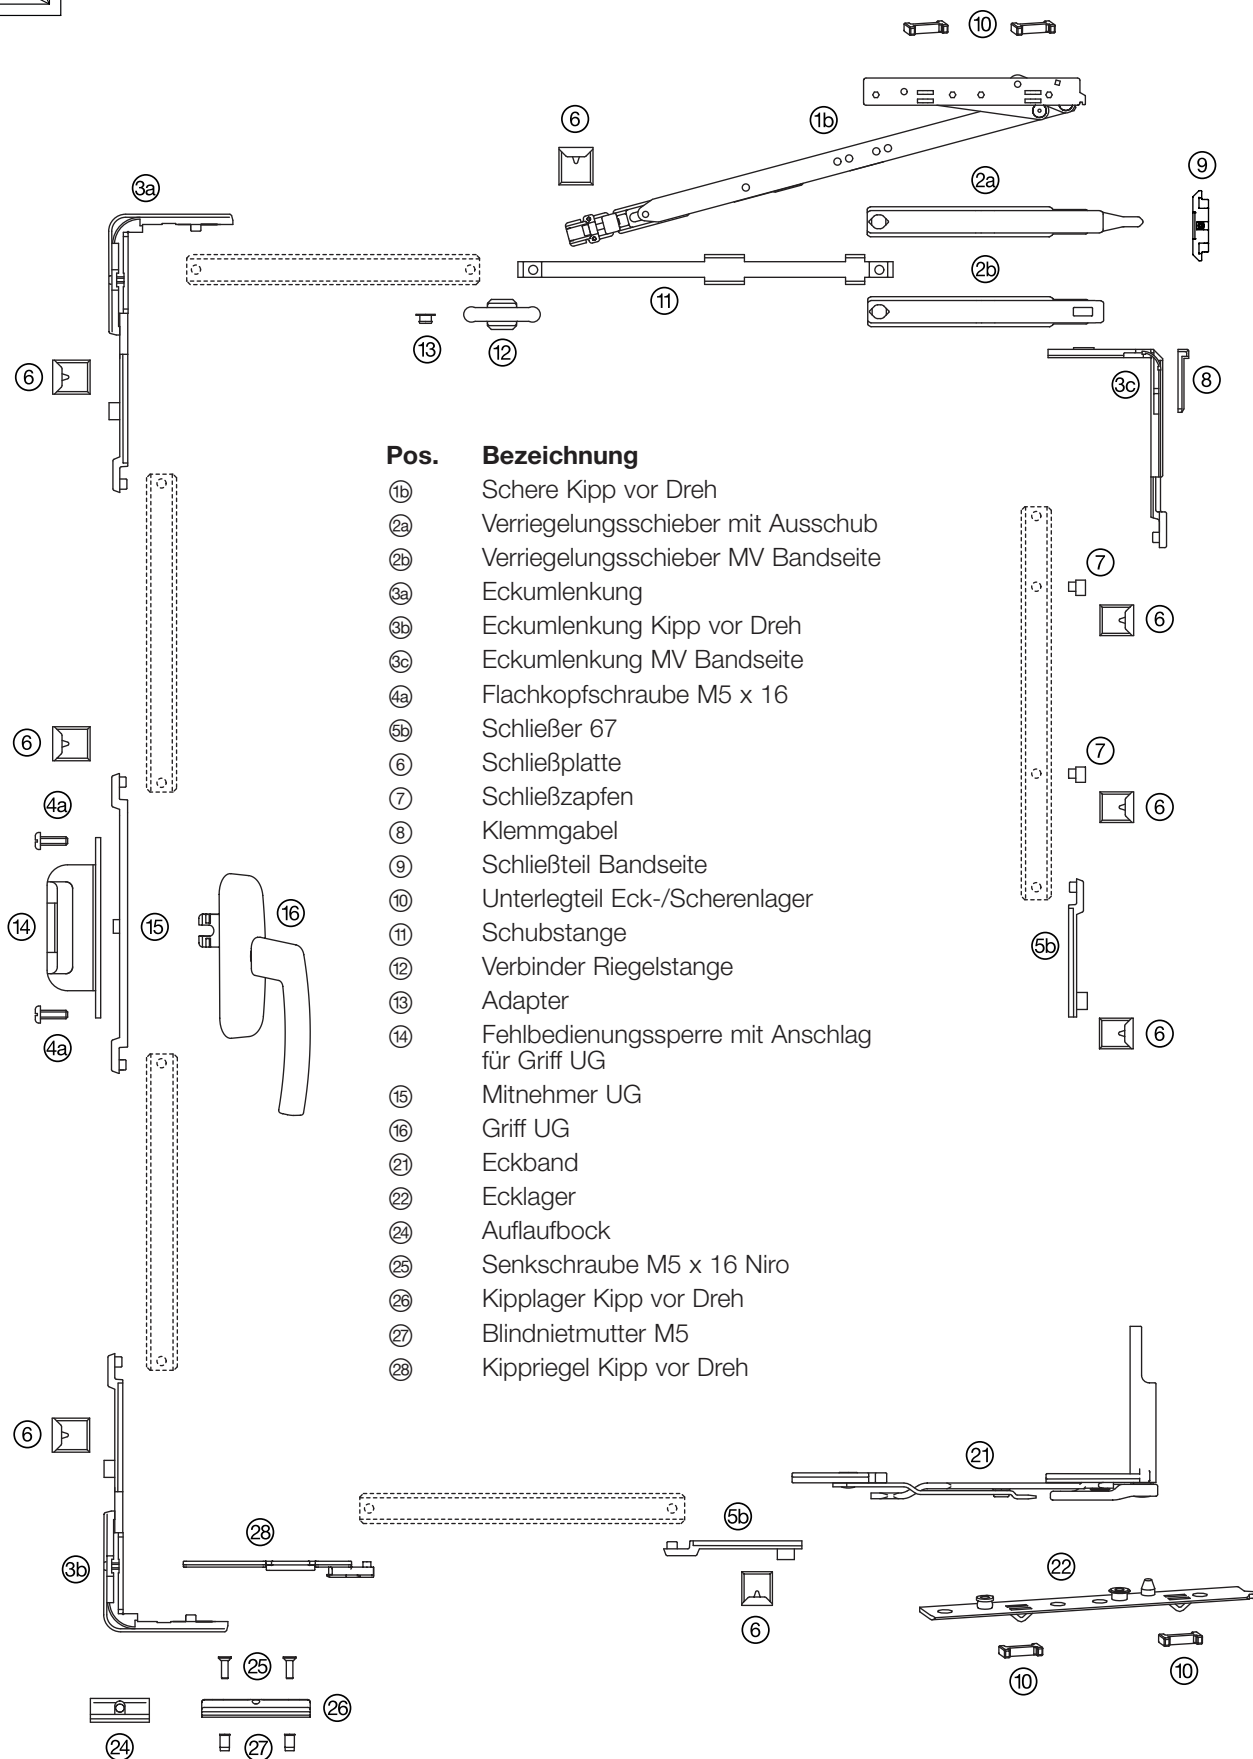 10
6
1b
9
3a
2a
2b
11
13
12
6
3c
8
Pos. Bezeichnung
1b Schere Kipp vor Dreh
2a Verriegelungsschieber mit Ausschub
2b Verriegelungsschieber MV Bandseite
3a Eckumlenkung
3b Eckumlenkung Kipp vor Dreh
3c Eckumlenkung MV Bandseite
4a Flachkopfschraube M5 x 16
5b Schließer 67
6 Schließplatte
7 Schließzapfen
8 Klemmgabel
9 Schließteil Bandseite
10 Unterlegteil Eck-/Scherenlager
11 Schubstange
12 Verbinder Riegelstange
13 Adapter
14 Fehlbedienungssperre mit Anschlag
für Griff UG
15 Mitnehmer UG
16 Griff UG
21 Eckband
22 Ecklager
24 Auflaufbock
25 Senkschraube M5 x 16 Niro
26 Kipplager Kipp vor Dreh
27 Blindnietmutter M5
28 Kippriegel Kipp vor Dreh
7
6
6
7
4a
6
14
15
16
5b
4a
6
6
21
5b
28
3b
22
6
10
10
25
26
24
27